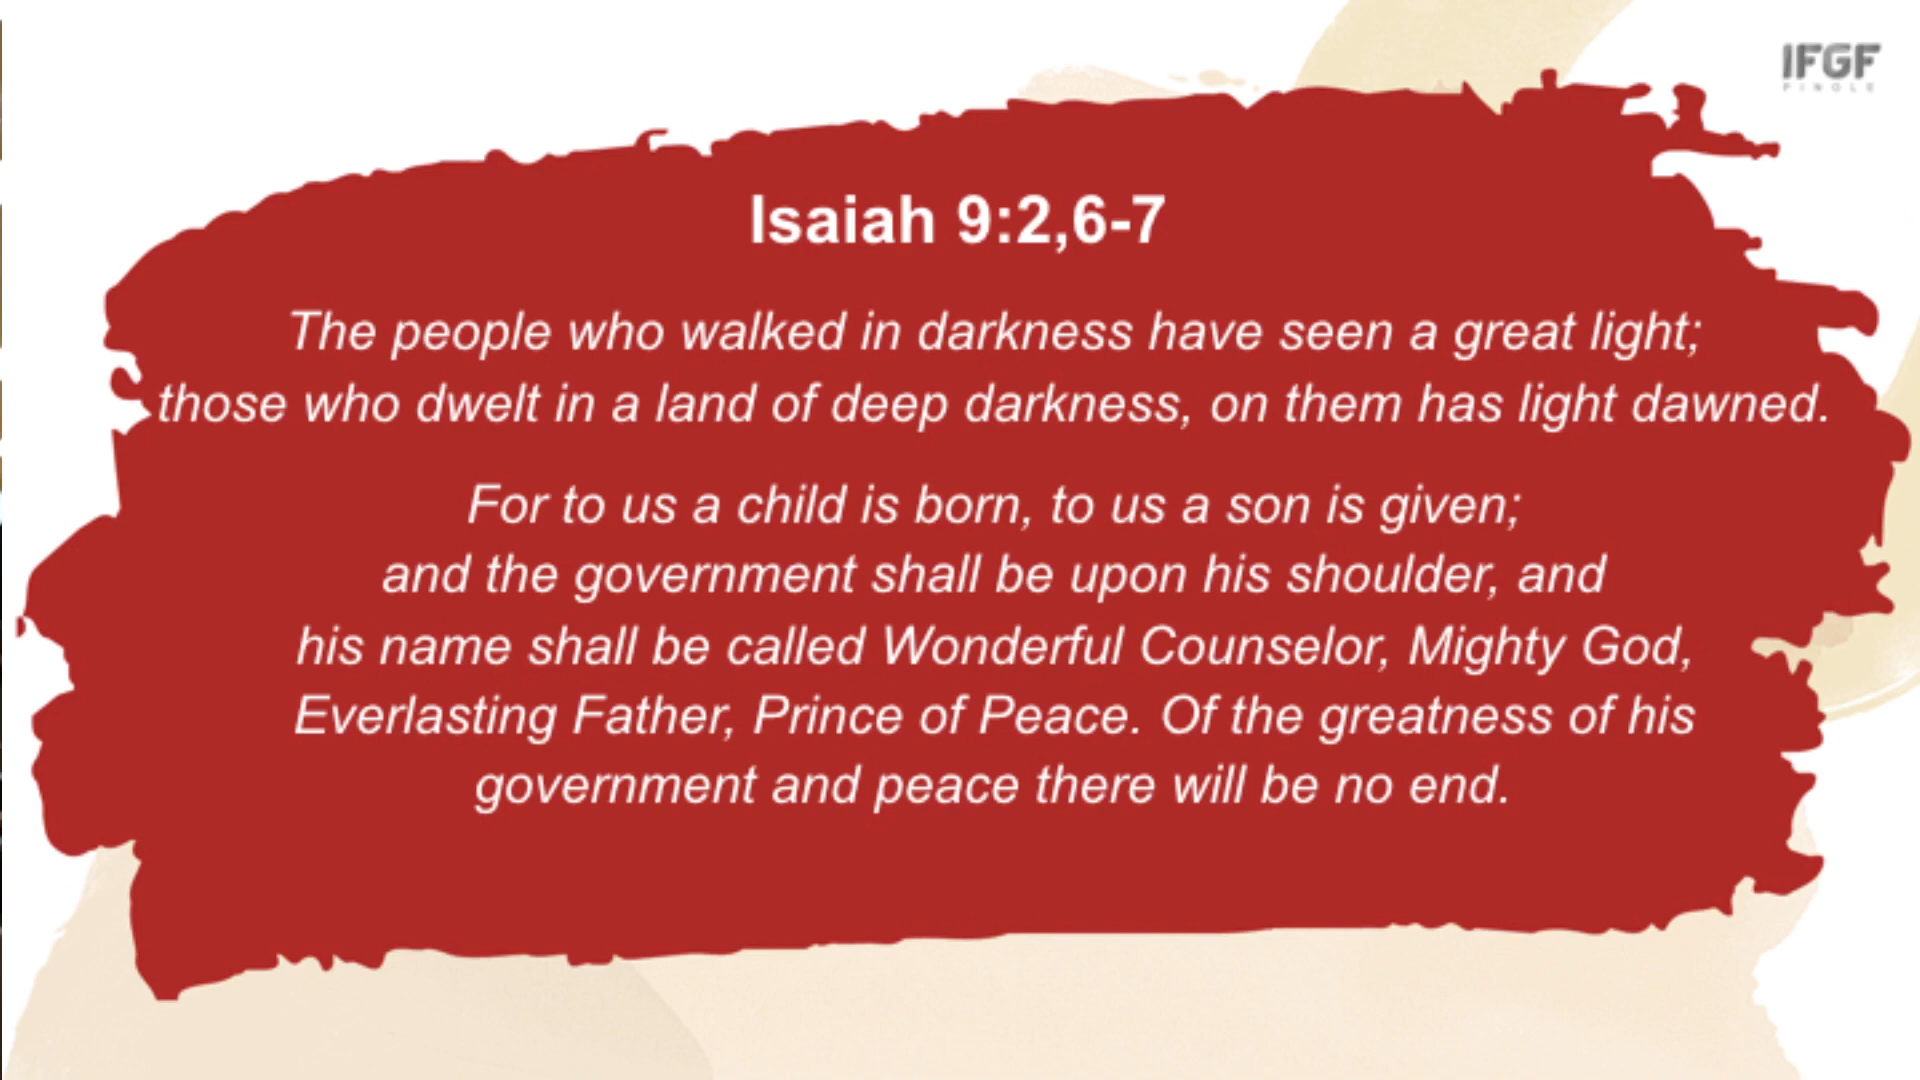 IFGF
PINOLE
Isaiah 9:2,6-7
The people who walked in darkness have seen a great light;
those who dwelt in a land of deep darkness, on them has light dawned.
For to us a child is born, to us a son is given;
and the government shall be upon his shoulder, and
his name shall be called Wonderful Counselor, Mighty God,
Everlasting Father, Prince of Peace. Of the greatness of his
government and peace there will be no end.